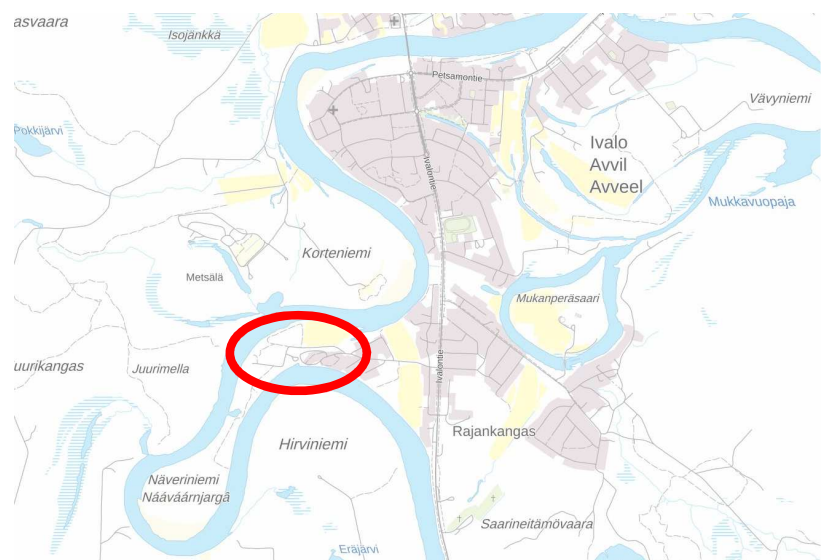 asvaara
Isojänkkä
Petsamontie
Vävyniemi
Pokkijärvi
Ivalo
Avvil
Avveel
Ivalontie
Mukkavuopaja
Korteniemi
Metsälä
Mukanperäsaari
uurikangas
Juurimella
Ivalontie
Rajankangas
Hirviniemi
Näveriniemi
Nááváárnjargâ
Saarineitämövaara
Eräjärvi